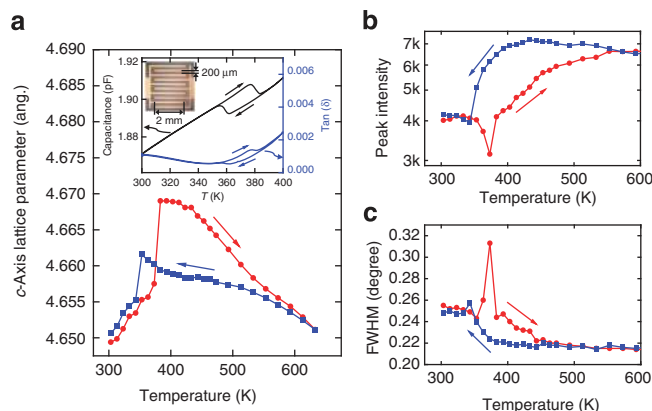 a
4.690
4.685
4.680
4.675
4.670
4.665
4.660
4.655
4.650
c-Axis lattice parameter (ang.)
300 400 500 600
Temperature (K)
1.92
1.90
1.88
Capacitance (pF)
200 µm
2 mm
0.006
0.004
0.002
0.000
Tan (δ)
300 320 340 360 380 400
T (K)
b
7k
6k
5k
4k
3k
Peak intensity
300 400 500 600
Temperature (K)
c
0.32
0.30
0.28
0.26
0.24
0.22
0.20
FWHM (degree)
300 400 500 600
Temperature (K)